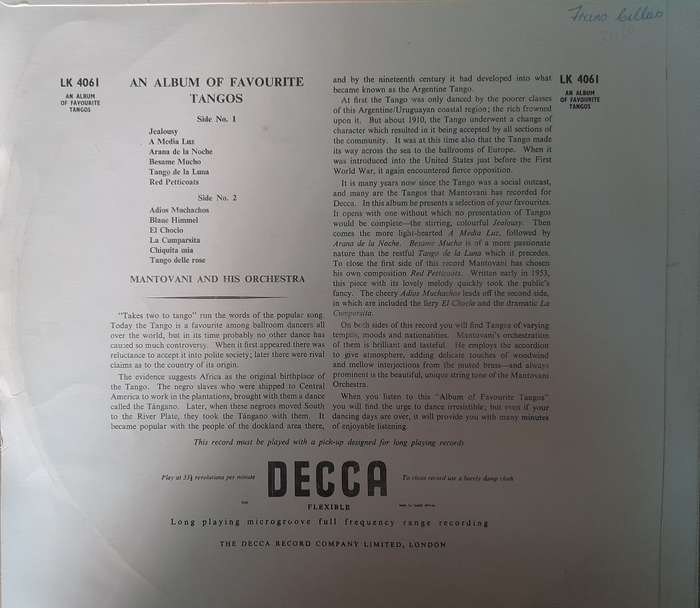 LK 4061
AN ALBUM
OF FAVOURITE
TANGOS
AN ALBUM OF FAVOURITE
TANGOS
Side No. 1
Jealousy
A Media Luz
Arana de la Noche
Besame Mucho
Tango de la Luna
Red Petticoats
Side No. 2
Adios Muchachos
Blauc Himmel
El Choclo
La Cumparsita
Chiquita mia
Tango delle rose
MANTOVANI AND HIS ORCHESTRA
"Takes two to tango" run the words of the popular song.
Today the Tango is a favourite among ballroom dancers all
over the world, but in its time probably no other dance has
caused so much controversy. When it first appeared there was
reluctance to accept it into polite society; later there were rival
claims as to the country of its origin.
The evidence suggests Africa as the original birthplace of
the Tango. The negro slaves who were shipped to Central
America to work in the plantations, brought with them a dance
called the Tángano. Later, when these negroes moved South
to the River Plate, they took the Tángano with them. It
became popular with the people of the dockland area there,
and by the nineteenth century it had developed into what
became known as the Argentine Tango.
At first the Tango was only danced by the poorer classes
of this Argentine/Uruguayan coastal region; the rich frowned
upon it. But about 1910, the Tango underwent a change of
character which resulted in it being accepted by all sections of
the community. It was at this time also that the Tango made
its way across the sea to the ballrooms of Europe. When it
was introduced into the United States just before the First
World War, it again encountered fierce opposition.
It is many years now since the Tango was a social outcast,
and many are the Tangos that Mantovani has recorded for
Decca. In this album he presents a selection of your favourites.
It opens with one without which no presentation of Tangos
would be complete—the stirring, colourful Jealousy. Then
comes the more light-hearted A Media Luz, followed by
Arana de la Noche. Besame Mucho is of a more passionate
nature than the restful Tango de la Luna which it precedes.
To close the first side of this record Mantovani has chosen
his own composition Red Petticoats. Written early in 1953,
this piece with its lovely melody quickly took the public's
fancy. The cheery Adios Muchachos leads off the second side,
in which are included the fiery El Choclo and the dramatic La
Cumparsita.
On both sides of this record you will find Tangos of varying
tempos, moods and nationalities. Mantovani's orchestration
of them is brilliant and tasteful. He employs the accordion
to give atmosphere, adding delicate touches of woodwind
and mellow interjections from the muted brass—and always
prominent is the beautiful, unique string tone of the Mantovani
Orchestra.
When you listen to this "Album of Favourite Tangos"
you will find the urge to dance irresistible; but even if your
dancing days are over, it will provide you with many minutes
of enjoyable listening.
LK 4061
AN ALBUM
OF FAVOURITE
TANGOS
This record must be played with a pick-up designed for long playing records
Play at 33⅓ revolutions per minute
DECCA
To clean record use a barely damp cloth
FLEXIBLE
Long playing microgroove full frequency range recording
THE DECCA RECORD COMPANY LIMITED, LONDON